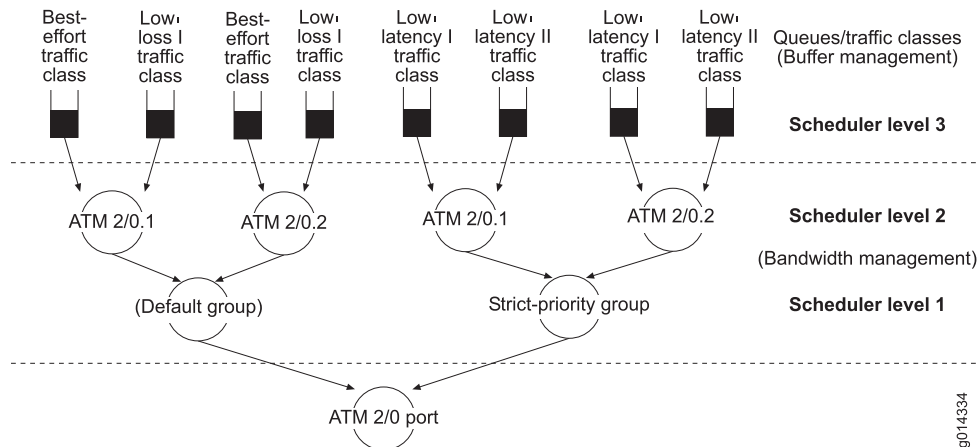 Best-
effort
traffic
class
Low-
loss I
traffic
class
Best-
effort
traffic
class
Low-
loss I
traffic
class
Low-
latency I
traffic
class
Low-
latency II
traffic
class
Low-
latency I
traffic
class
Low-
latency II
traffic
class
Queues/traffic classes
(Buffer management)
Scheduler level 3
ATM 2/0.1
ATM 2/0.2
ATM 2/0.1
ATM 2/0.2
Scheduler level 2
(Bandwidth management)
(Default group)
Strict-priority group
Scheduler level 1
ATM 2/0 port
g014334